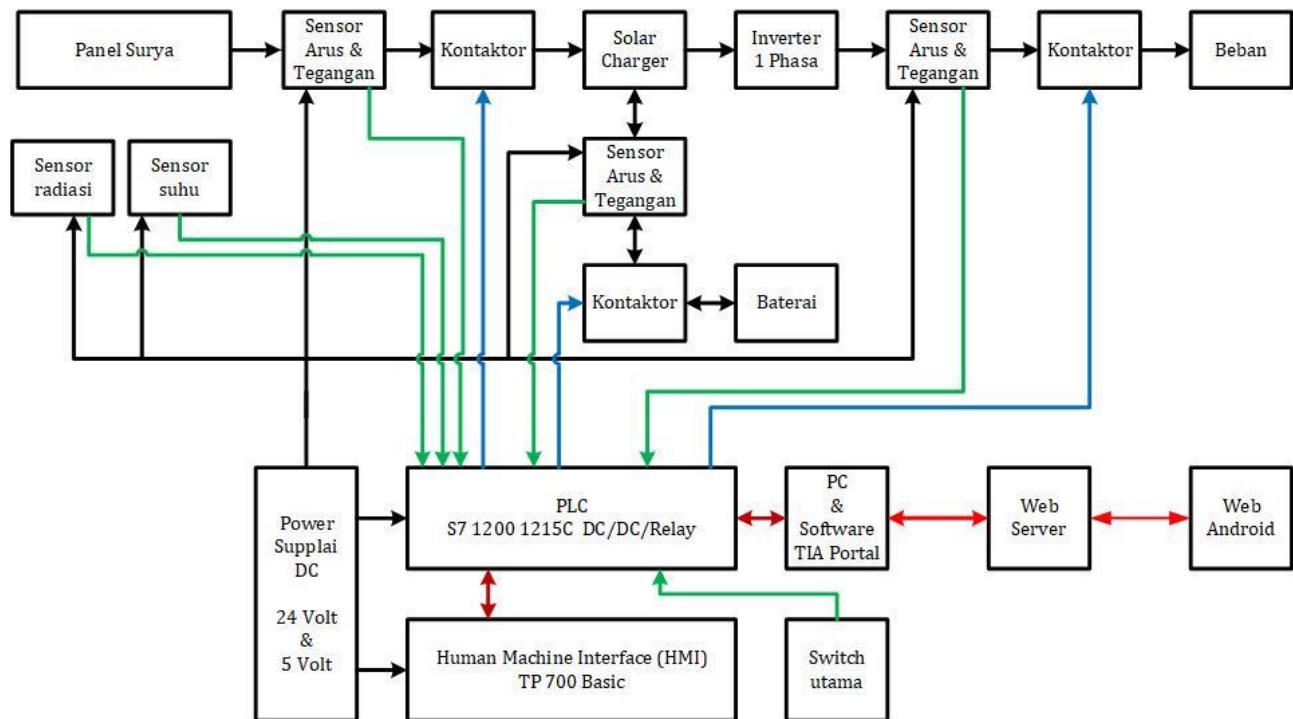 Panel Surya
Sensor
Arus &
Tegangan
Kontaktor
Solar
Charger
Inverter
1 Phasa
Sensor
Arus &
Tegangan
Kontaktor
Beban
Sensor
radiasi
Sensor
suhu
Sensor
Arus &
Tegangan
Kontaktor
Baterai
Power
Supplai
DC
24 Volt
&
5 Volt
PLC
S7 1200 1215C DC/DC/Relay
PC
&
Software
TIA Portal
Web
Server
Web
Android
Human Machine Interface (HMI)
TP 700 Basic
Switch
utama